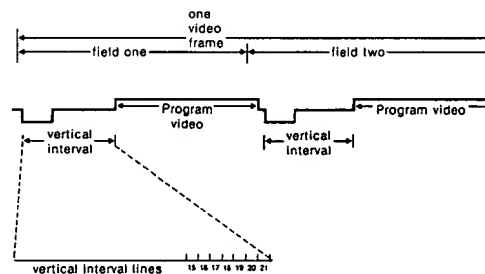 one
video
frame
field one
field two
Program
video
Program video
vertical
interval
vertical
interval
vertical interval lines
15 16 17 18 19 20 21